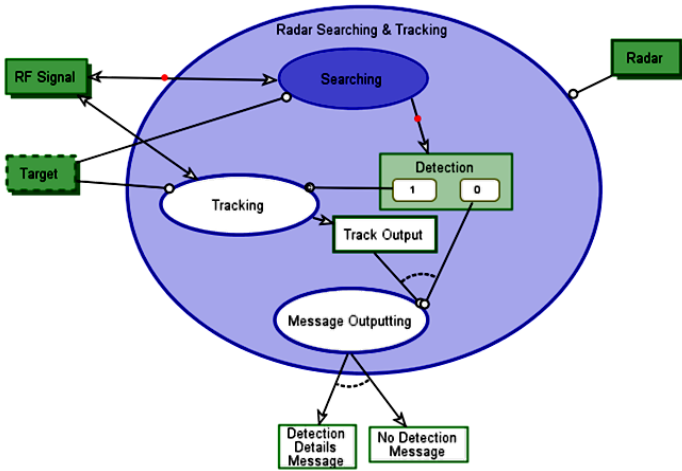 Radar Searching & Tracking
RF Signal
Searching
Radar
Target
Detection
1
0
Tracking
Track Output
Message Outputting
Detection
Details
Message
No Detection
Message